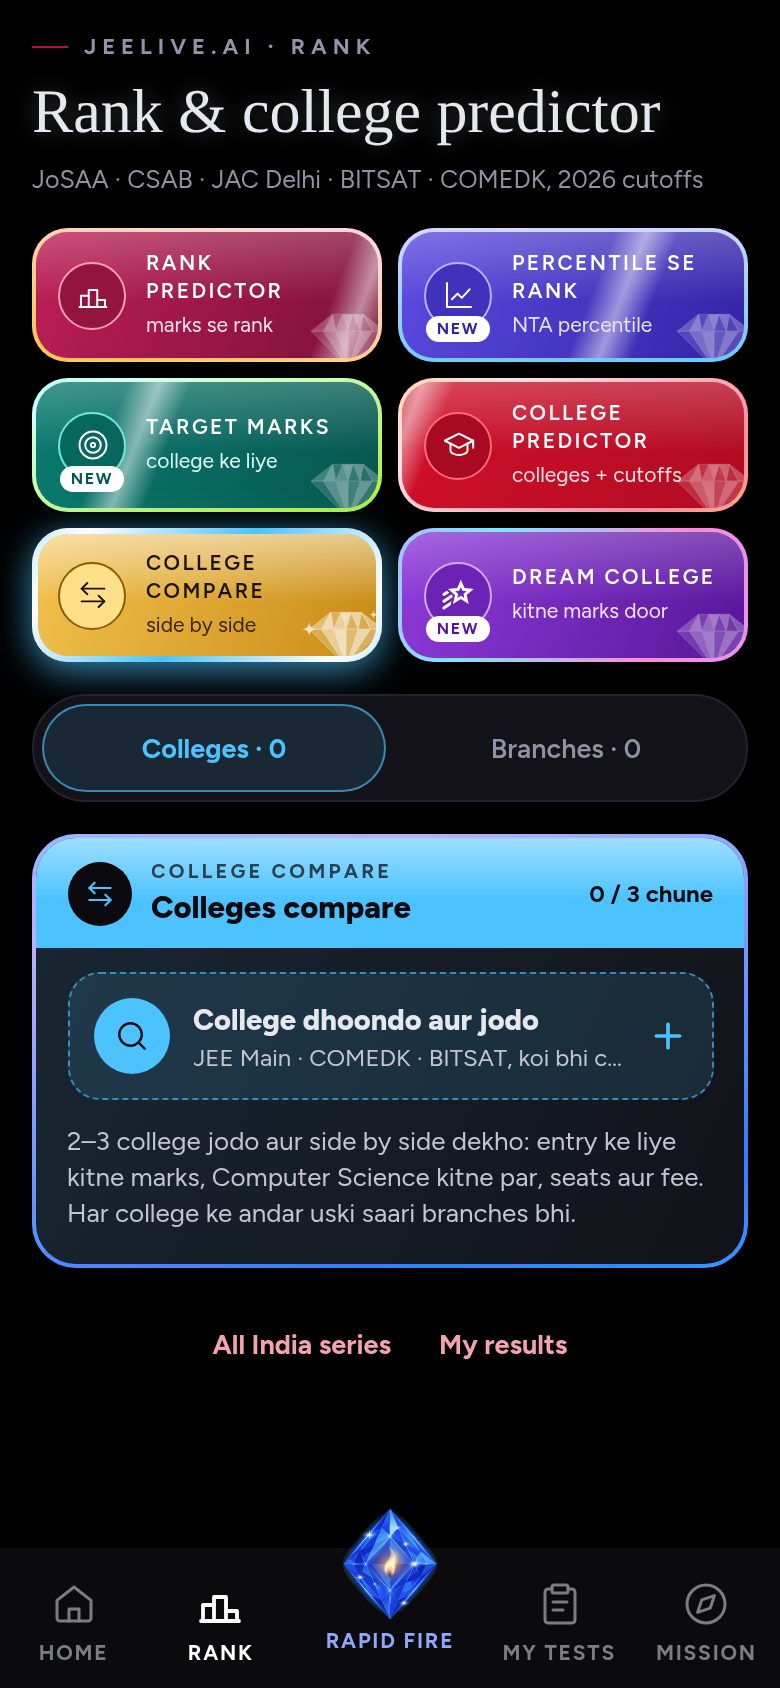 JEELIVE.AI · RANK
Rank & college predictor
JoSAA · CSAB · JAC Delhi · BITSAT · COMEDK, 2026 cutoffs
RANK
PREDICTOR
marks se rank
PERCENTILE SE
RANK
NTA percentile
NEW
TARGET MARKS
college ke liye
NEW
COLLEGE
PREDICTOR
colleges + cutoffs
COLLEGE
COMPARE
side by side
DREAM COLLEGE
kitne marks door
NEW
Colleges · 0
Branches · 0
COLLEGE COMPARE
Colleges compare
0 / 3 chune
College dhoondo aur jodo
JEE Main · COMEDK · BITSAT, koi bhi c...
2–3 college jodo aur side by side dekho: entry ke liye
kitne marks, Computer Science kitne par, seats aur fee.
Har college ke andar uski saari branches bhi.
All India series
My results
HOME
RANK
RAPID FIRE
MY TESTS
MISSION